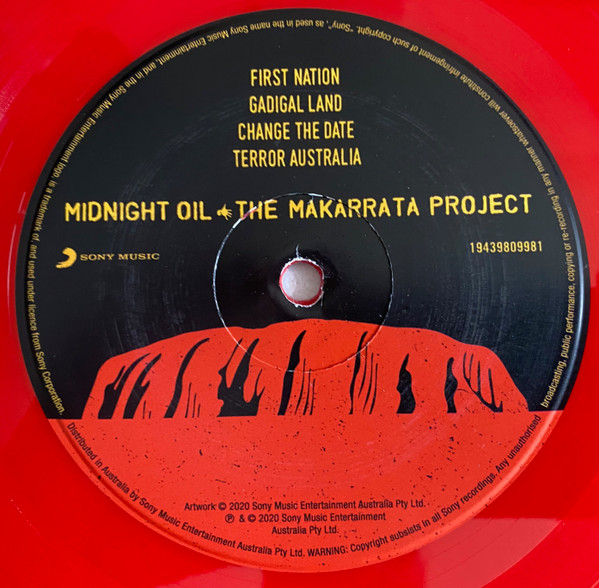 FIRST NATION
GADIGAL LAND
CHANGE THE DATE
TERROR AUSTRALIA
MIDNIGHT OIL THE MAKARRATA PROJECT
SONY MUSIC
19439809981
Artwork © 2020 Sony Music Entertainment Australia Pty Ltd.
℗ & © 2020 Sony Music Entertainment
Australia Pty Ltd.
Distributed in Australia by Sony Music Entertainment Australia Pty Ltd. WARNING: Copyright subsists in all Sony recordings. Any unauthorised broadcasting, public performance, copying or re-recording in any manner whatsoever will constitute infringement of such copyright. "Sony", as used in the name Sony Music Entertainment, and in the Sony Music Entertainment logo, is a trademark of, and used under licence from Sony Corporation.